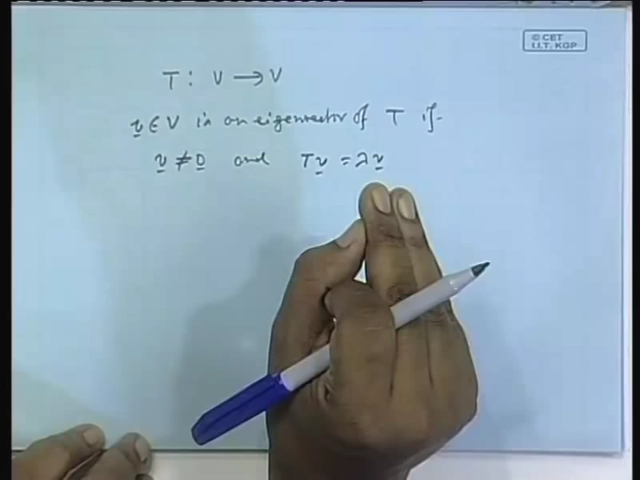 © CET
I.I.T. KGP
T : V → V
v ∈ V is an eigenvector of T if
v ≠ 0 and Tv = λv